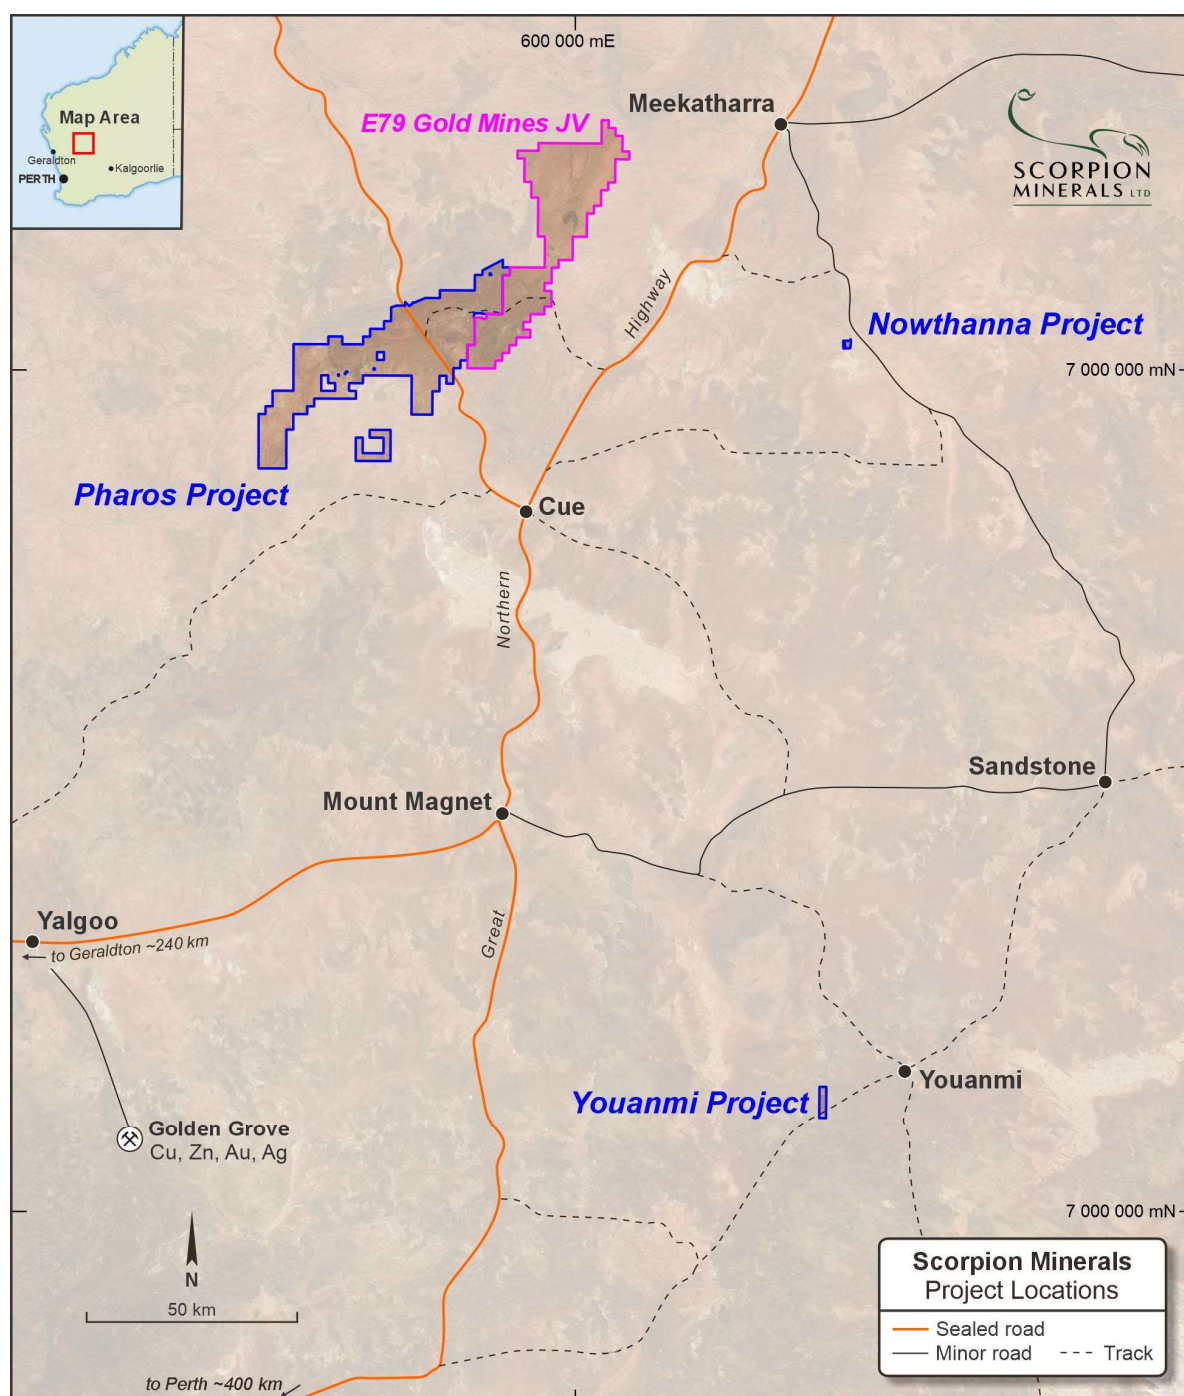 600 000 mE
Map Area
Geraldton
PERTH
Kalgoorlie
Meekatharra
E79 Gold Mines JV
SCORPION
MINERALS LTD
Highway
Nowthanna Project
7 000 000 mN
Pharos Project
Cue
Northern
Sandstone
Mount Magnet
Yalgoo
to Geraldton ~240 km
Great
Youanmi
Youanmi Project
Golden Grove
Cu, Zn, Au, Ag
7 000 000 mN
N
50 km
Scorpion Minerals
Project Locations
Sealed road
Minor road
Track
to Perth ~400 km